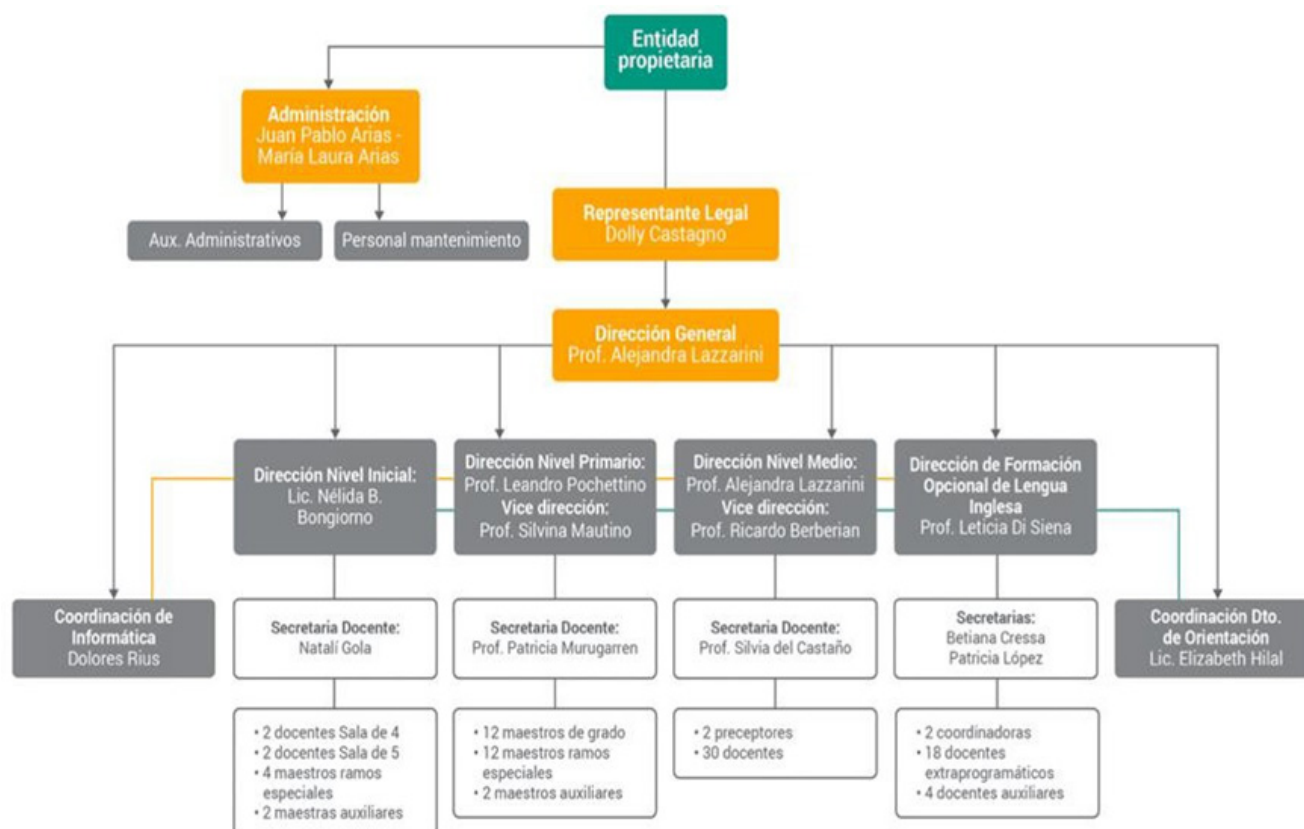 Entidad
propietaria
Administración
Juan Pablo Arias -
María Laura Arias
Aux. Administrativos
Personal mantenimiento
Representante Legal
Dolly Castagno
Dirección General
Prof. Alejandra Lazzarini
Dirección Nivel Inicial:
Lic. Nélida B.
Bongiorno
Dirección Nivel Primario:
Prof. Leandro Pochettino
Vice dirección:
Prof. Silvina Mautino
Dirección Nivel Medio:
Prof. Alejandra Lazzarini
Vice dirección:
Prof. Ricardo Berberian
Dirección de Formación
Opcional de Lengua
Inglesa
Prof. Leticia Di Siena
Coordinación de
Informática
Dolores Rius
Secretaria Docente:
Natalí Gola
Secretaria Docente:
Prof. Patricia Murugarren
Secretaria Docente:
Prof. Silvia del Castaño
Secretarias:
Betiana Cressa
Patricia López
Coordinación Dto.
de Orientación
Lic. Elizabeth Hilal
• 2 docentes Sala de 4
• 2 docentes Sala de 5
• 4 maestros ramos
especiales
• 2 maestras auxiliares
• 12 maestros de grado
• 12 maestros ramos
especiales
• 2 maestros auxiliares
• 2 preceptores
• 30 docentes
• 2 coordinadoras
• 18 docentes
extraprogramáticos
• 4 docentes auxiliares